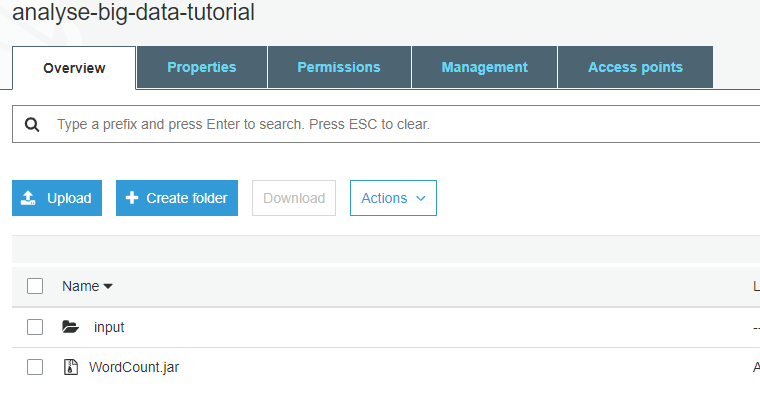 analyse-big-data-tutorial
Overview Properties Permissions Management Access points
Type a prefix and press Enter to search. Press ESC to clear.
Upload Create folder Download Actions
Name L
input --
WordCount.jar A